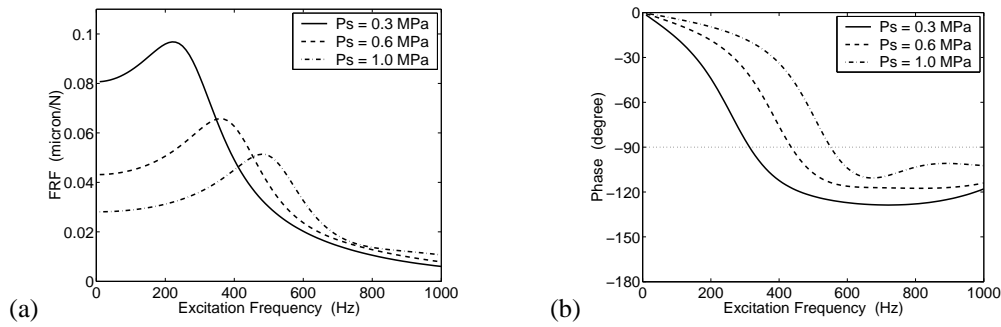 0.1
0.08
0.06
0.04
0.02
0
FRF (micron/N)
Ps = 0.3 MPa
Ps = 0.6 MPa
Ps = 1.0 MPa
0 200 400 600 800 1000
Excitation Frequency (Hz)
(a)
0
-30
-60
-90
-120
-150
-180
Phase (degree)
Ps = 0.3 MPa
Ps = 0.6 MPa
Ps = 1.0 MPa
0 200 400 600 800 1000
Excitation Frequency (Hz)
(b)